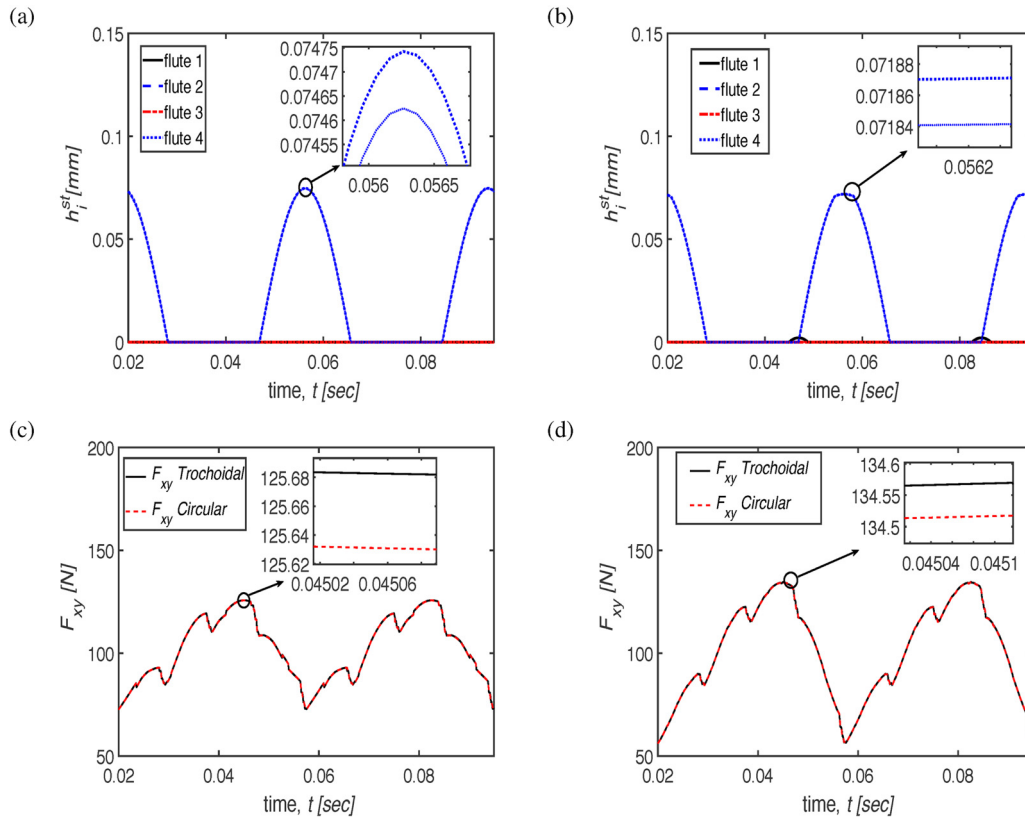 (a)
0.15
0.1
0.05
0
h_i^st [mm]
flute 1
flute 2
flute 3
flute 4
0.07475
0.0747
0.07465
0.0746
0.07455
0.056
0.0565
0.02
0.04
0.06
0.08
time, t [sec]
(b)
0.15
0.1
0.05
0
h_i^st [mm]
flute 1
flute 2
flute 3
flute 4
0.07188
0.07186
0.07184
0.0562
0.02
0.04
0.06
0.08
time, t [sec]
(c)
200
150
100
50
F_xy [N]
F_xy Trochoidal
F_xy Circular
125.68
125.66
125.64
125.62
0.04502
0.04506
0.02
0.04
0.06
0.08
time, t [sec]
(d)
200
150
100
50
F_xy [N]
F_xy Trochoidal
F_xy Circular
134.6
134.55
134.5
0.04504
0.0451
0.02
0.04
0.06
0.08
time, t [sec]